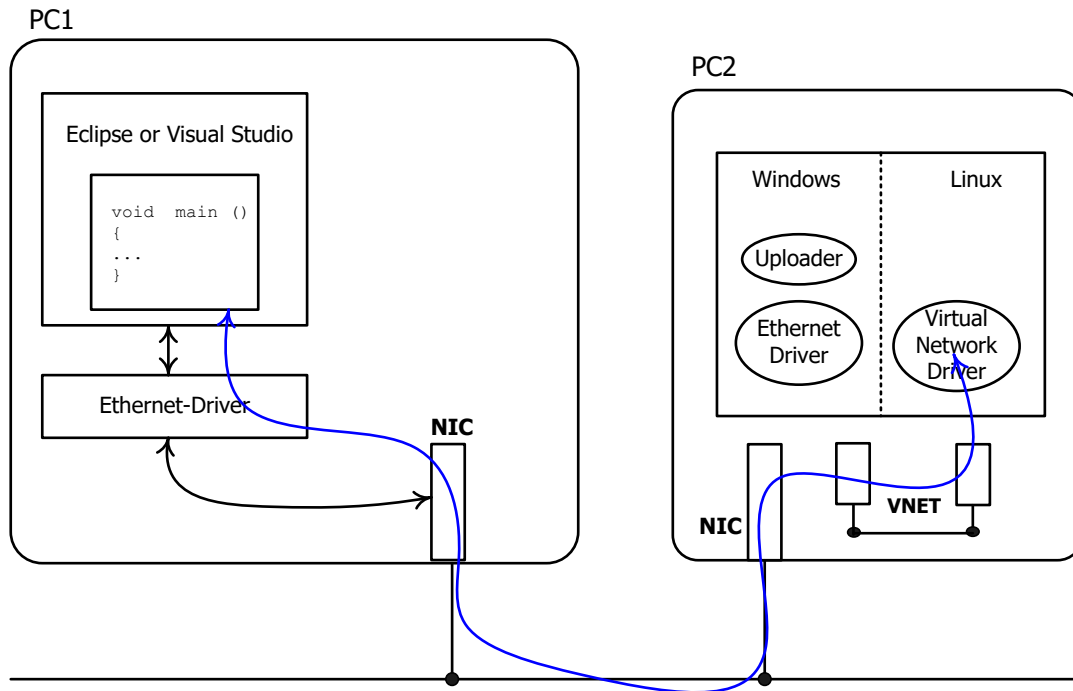 PC1
Eclipse or Visual Studio
void main ()
{
...
}
Ethernet-Driver
NIC
PC2
Windows
Linux
Uploader
Ethernet
Driver
Virtual
Network
Driver
NIC
VNET